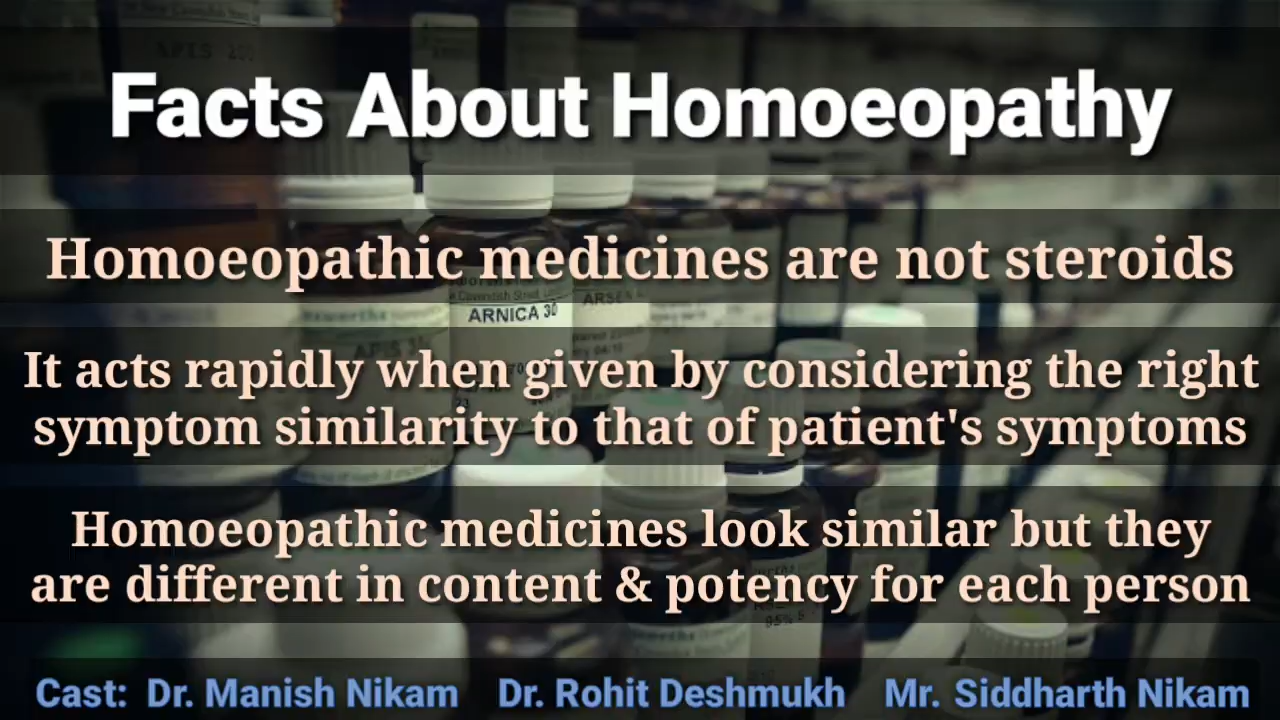 Facts About Homoeopathy
Homoeopathic medicines are not steroids
ARNICA 30
It acts rapidly when given by considering the right
symptom similarity to that of patient's symptoms
Homoeopathic medicines look similar but they
are different in content & potency for each person
Cast: Dr. Manish Nikam Dr. Rohit Deshmukh Mr. Siddharth Nikam